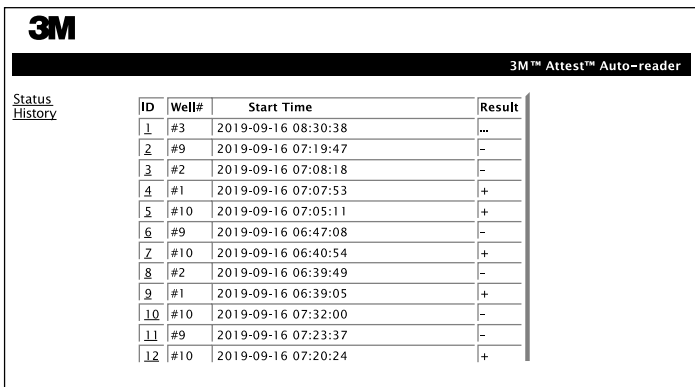 3M
3M™ Attest™ Auto-reader
Status
History
ID Well# Start Time Result
1 #3 2019-09-16 08:30:38 ...
2 #9 2019-09-16 07:19:47 -
3 #2 2019-09-16 07:08:18 -
4 #1 2019-09-16 07:07:53 +
5 #10 2019-09-16 07:05:11 +
6 #9 2019-09-16 06:47:08 -
7 #10 2019-09-16 06:40:54 +
8 #2 2019-09-16 06:39:49 -
9 #1 2019-09-16 06:39:05 +
10 #10 2019-09-16 07:32:00 -
11 #9 2019-09-16 07:23:37 -
12 #10 2019-09-16 07:20:24 +